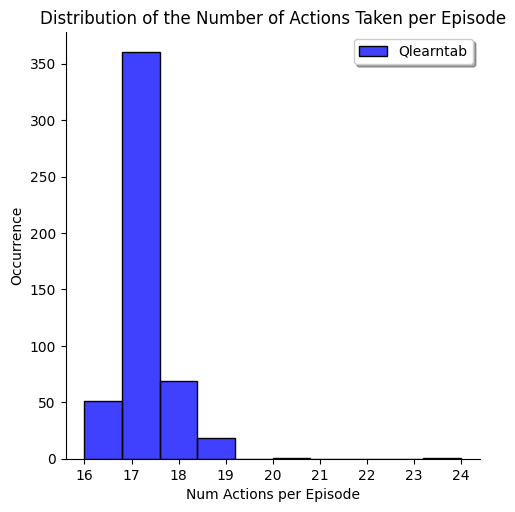 Distribution of the Number of Actions Taken per Episode
Qlearntab
350
300
250
200
150
100
50
0
Occurrence
16 17 18 19 20 21 22 23 24
Num Actions per Episode